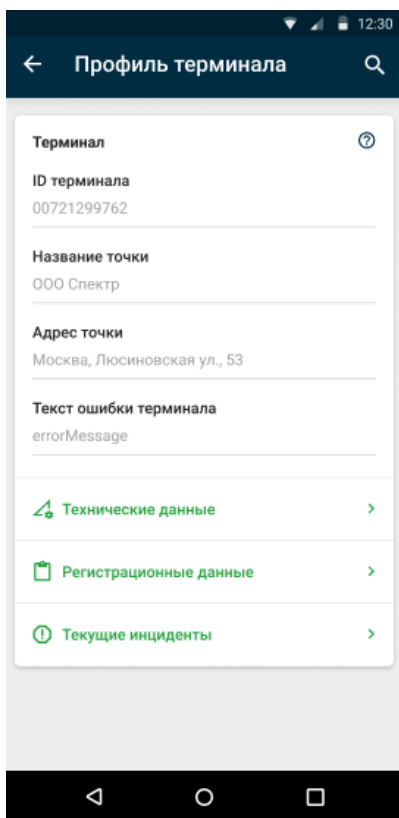 12:30
Профиль терминала
Терминал
ID терминала
00721299762
Название точки
ООО Спектр
Адрес точки
Москва, Люсиновская ул., 53
Текст ошибки терминала
errorMessage
Технические данные
Регистрационные данные
Текущие инциденты